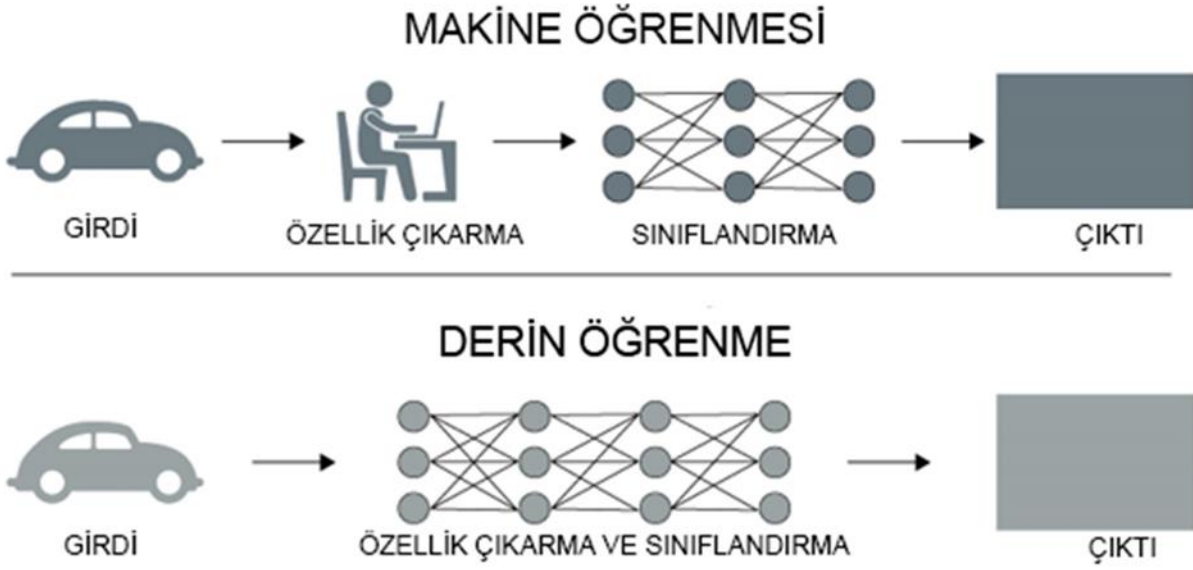 MAKİNE ÖĞRENMESİ
GİRDİ
ÖZELLİK ÇIKARMA
SINIFLANDIRMA
ÇIKTI
DERİN ÖĞRENME
GİRDİ
ÖZELLİK ÇIKARMA VE SINIFLANDIRMA
ÇIKTI